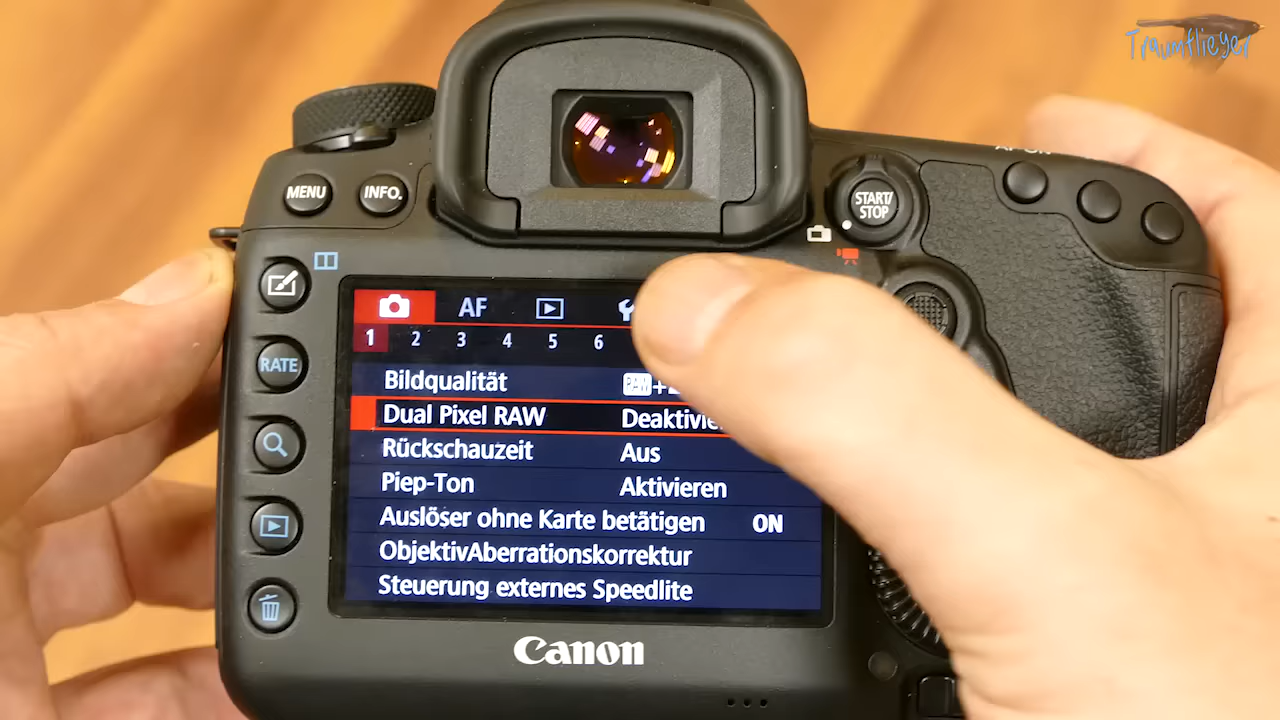 Traumflieger
MENU
INFO.
START/
STOP
AF
1 2 3 4 5 6
RATE
Bildqualität RAW+
Dual Pixel RAW
Rückschauzeit Aus
Piep-Ton Aktivieren
Auslöser ohne Karte betätigen ON
ObjektivAberrationskorrektur
Steuerung externes Speedlite
Canon